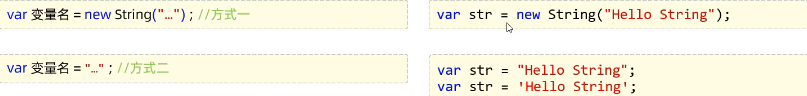 var 变量名 = new String("…") ; //方式一
var str = new String("Hello String");
var 变量名 = "…" ; //方式二
var str = "Hello String";
var str = 'Hello String';